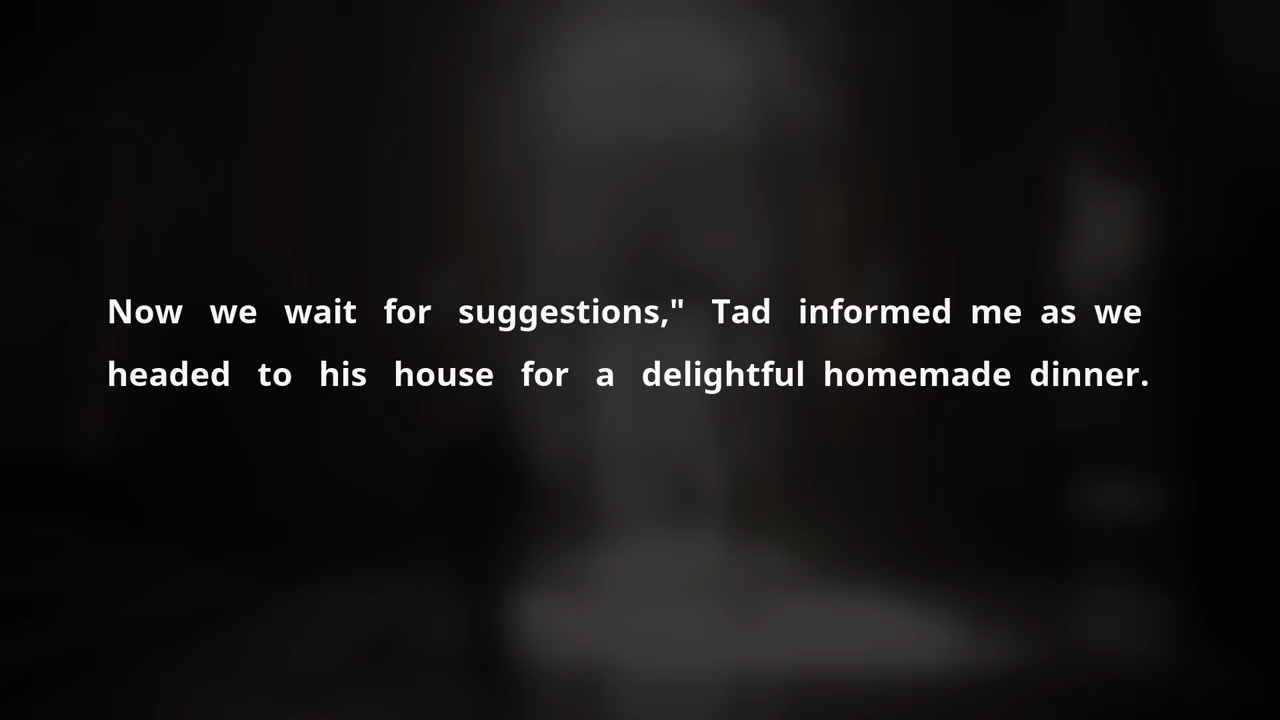 Now we wait for suggestions," Tad informed me as we
headed to his house for a delightful homemade dinner.